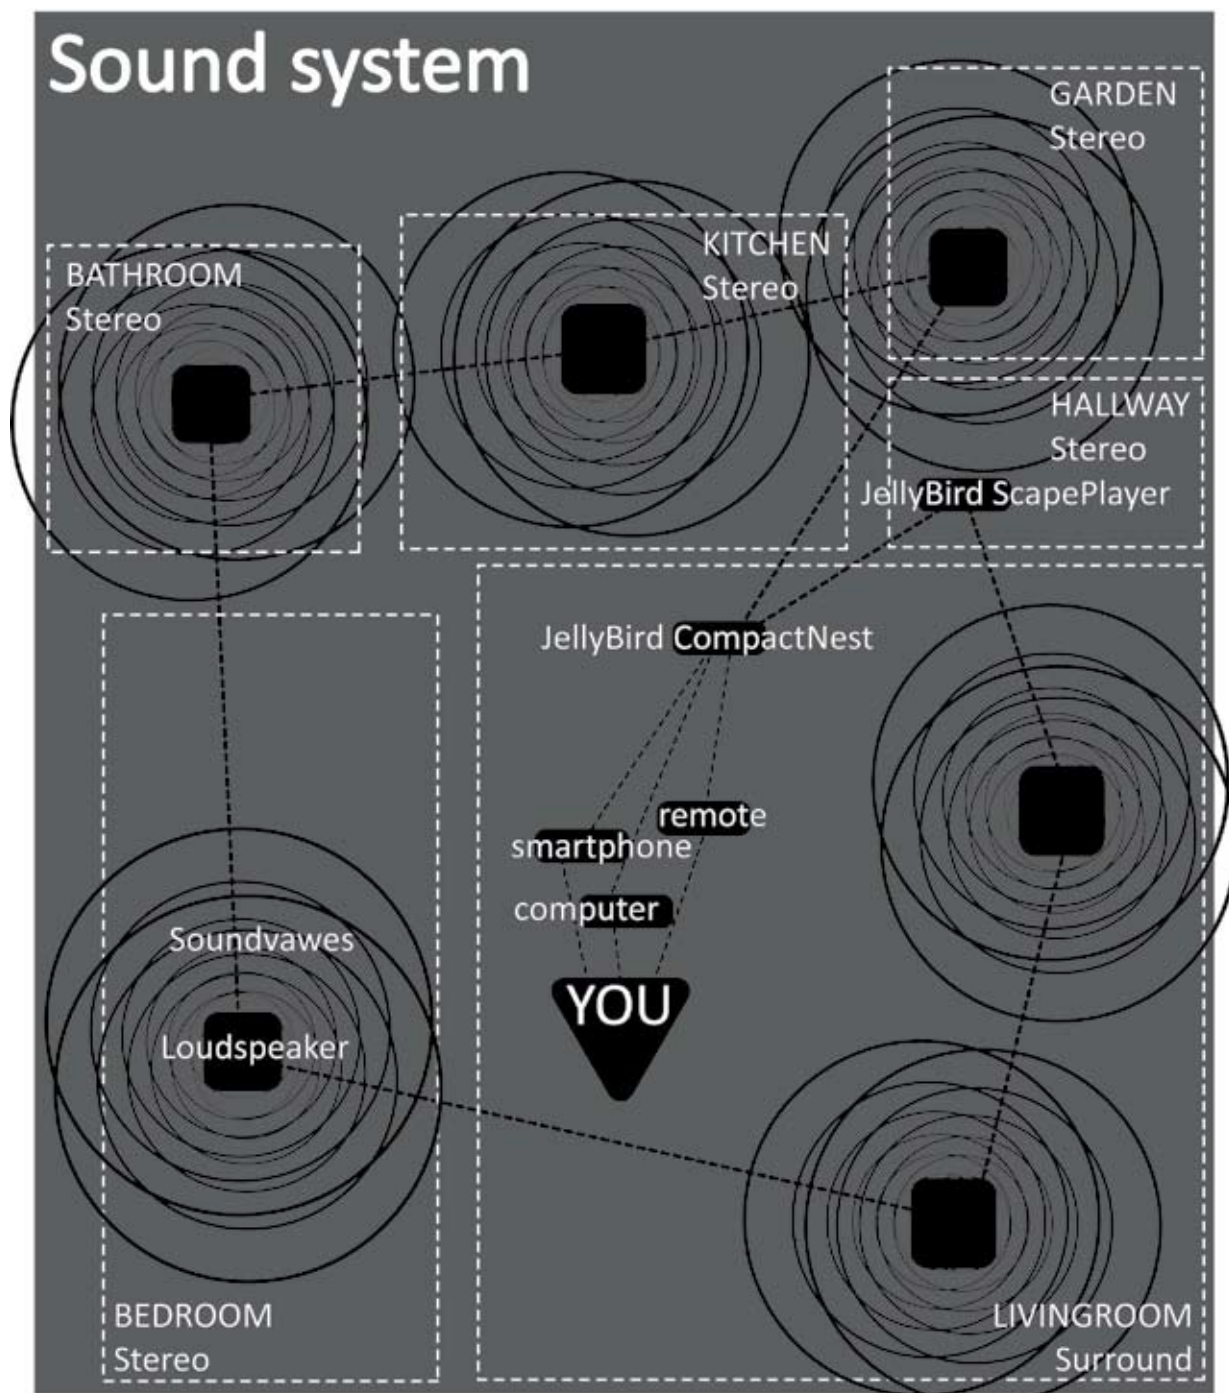 Sound system
GARDEN
Stereo
KITCHEN
Stereo
BATHROOM
Stereo
HALLWAY
Stereo
JellyBird ScapePlayer
JellyBird CompactNest
remote
smartphone
computer
YOU
Soundvawes
Loudspeaker
BEDROOM
Stereo
LIVINGROOM
Surround